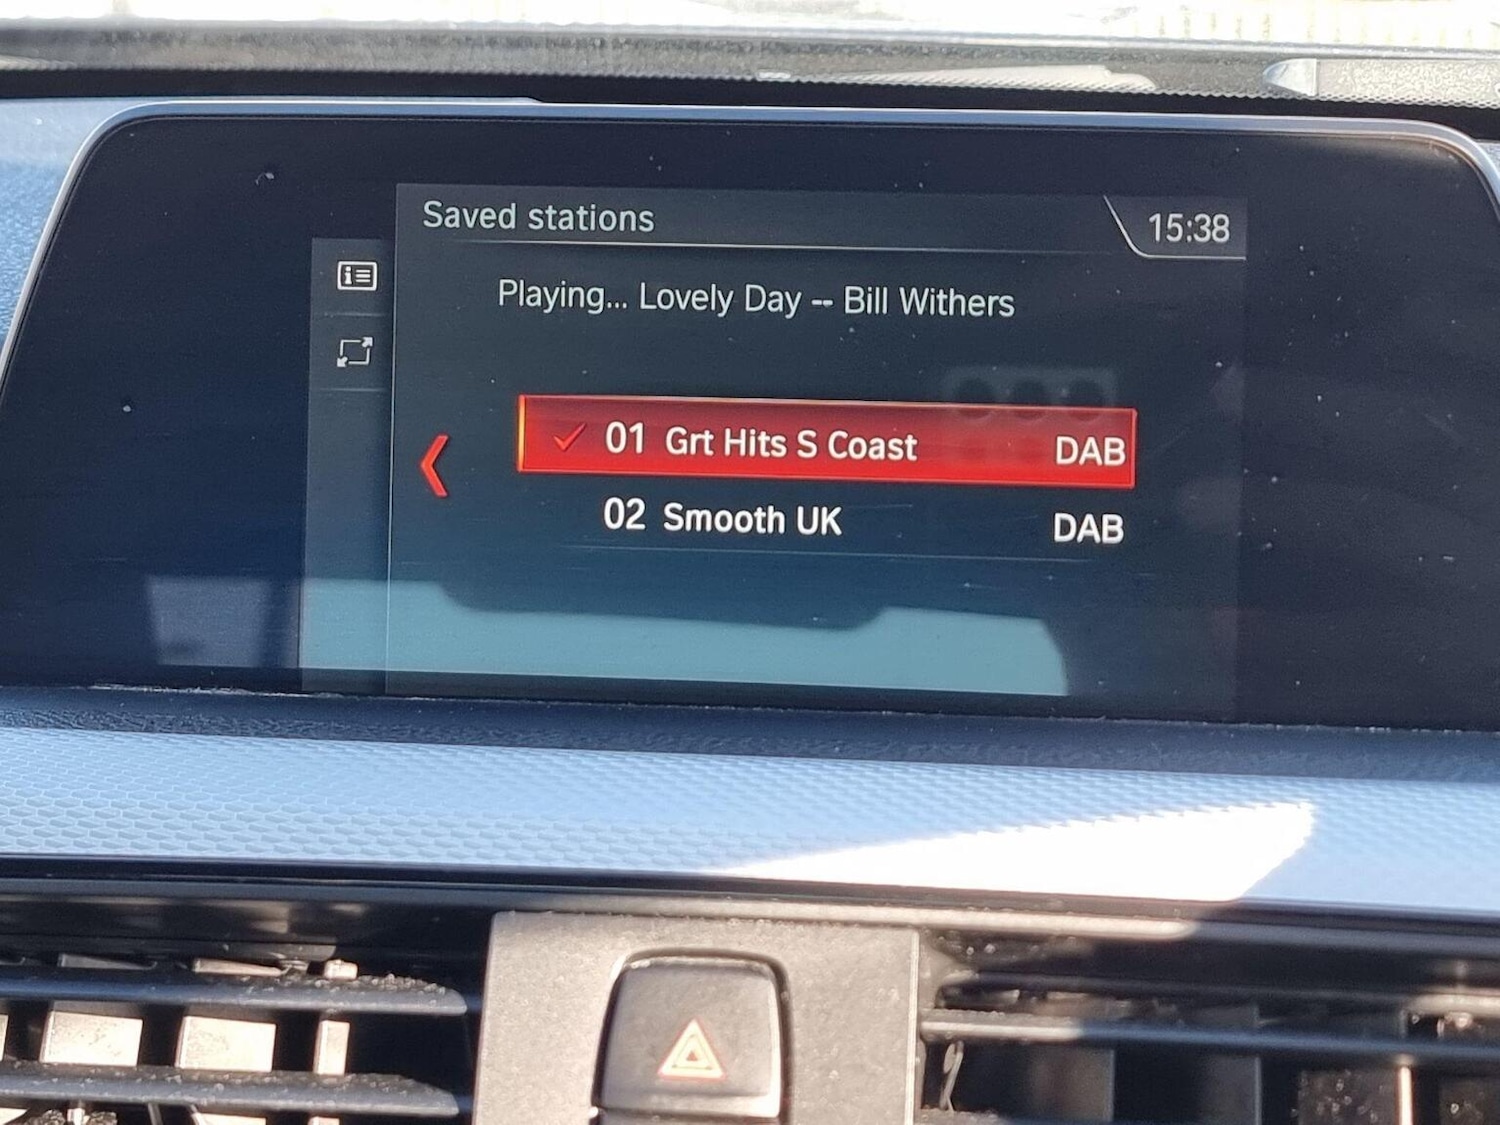 Saved stations
15:38
Playing... Lovely Day -- Bill Withers
01 Grt Hits S Coast DAB
02 Smooth UK DAB